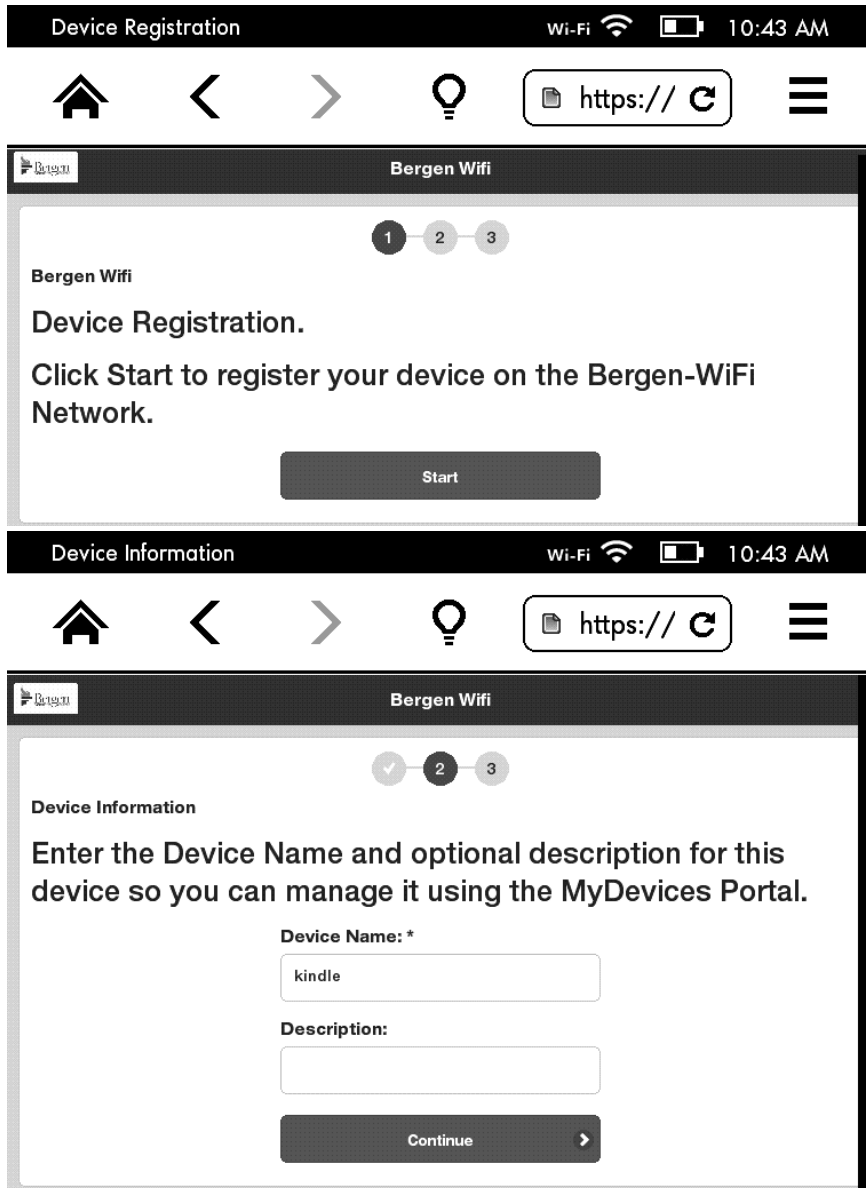 Device Registration Wi-Fi 10:43 AM
https://
Bergen Bergen Wifi
1 2 3
Bergen Wifi
Device Registration.
Click Start to register your device on the Bergen-WiFi
Network.
Start
Device Information Wi-Fi 10:43 AM
https://
Bergen Bergen Wifi
2 3
Device Information
Enter the Device Name and optional description for this
device so you can manage it using the MyDevices Portal.
Device Name: *
kindle
Description:
Continue